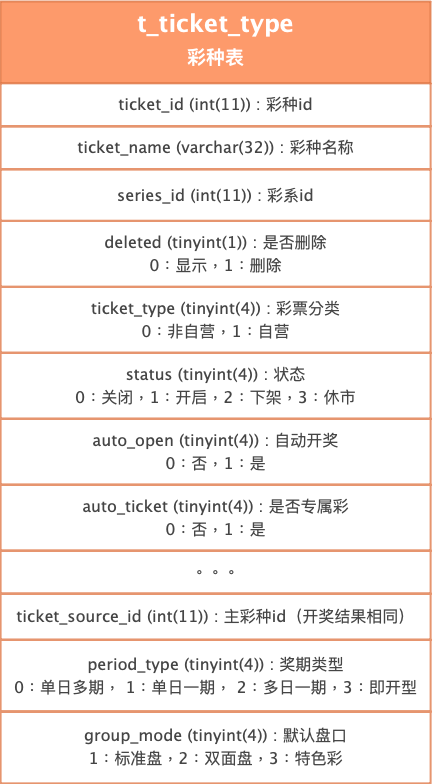 t_ticket_type
彩种表
ticket_id (int(11)) : 彩种id
ticket_name (varchar(32)) : 彩种名称
series_id (int(11)) : 彩系id
deleted (tinyint(1)) : 是否删除
0：显示，1：删除
ticket_type (tinyint(4)) : 彩票分类
0：非自营，1：自营
status (tinyint(4)) : 状态
0：关闭，1：开启，2：下架，3：休市
auto_open (tinyint(4)) : 自动开奖
0：否，1：是
auto_ticket (tinyint(4)) : 是否专属彩
0：否，1：是
。。。
ticket_source_id (int(11)) : 主彩种id（开奖结果相同）
period_type (tinyint(4)) : 奖期类型
0：单日多期， 1：单日一期， 2：多日一期，3：即开型
group_mode (tinyint(4)) : 默认盘口
1：标准盘，2：双面盘，3：特色彩